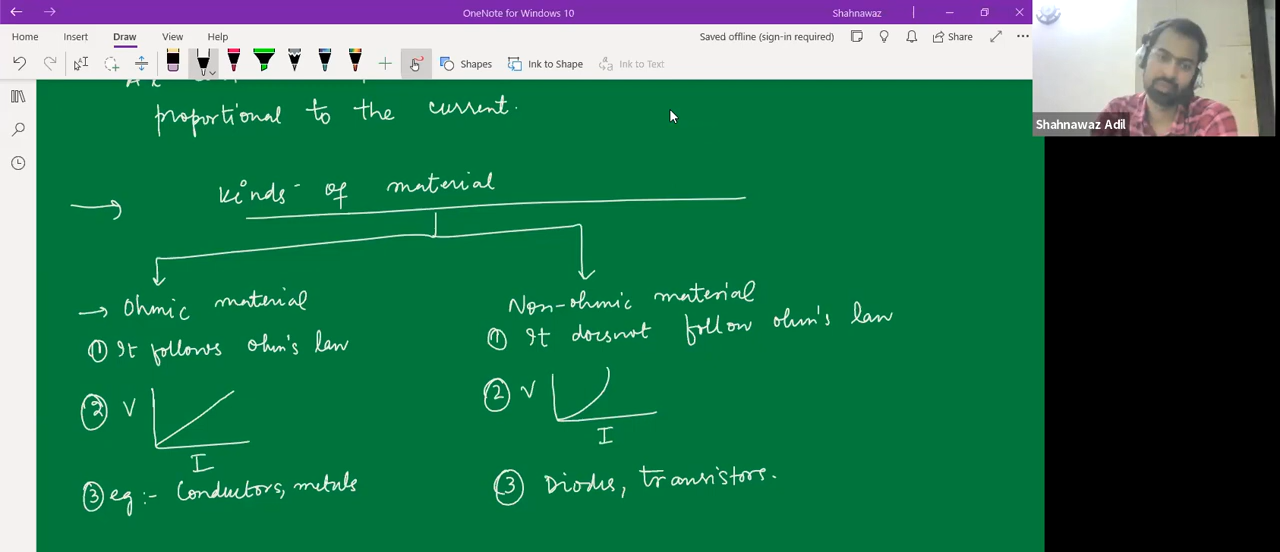 OneNote for Windows 10
Shahnawaz
Home Insert Draw View Help
Saved offline (sign-in required)
Share
Shapes
Ink to Shape
Ink to Text
proportional to the current.
Shahnawaz Adil
→ Kinds of material
→ Ohmic material
Non-ohmic material
① It follows ohm's law
① It doesnot follow ohm's law
② V
I
② V
I
③ eg :- Conductors, metals
③ Diodes, transistors.